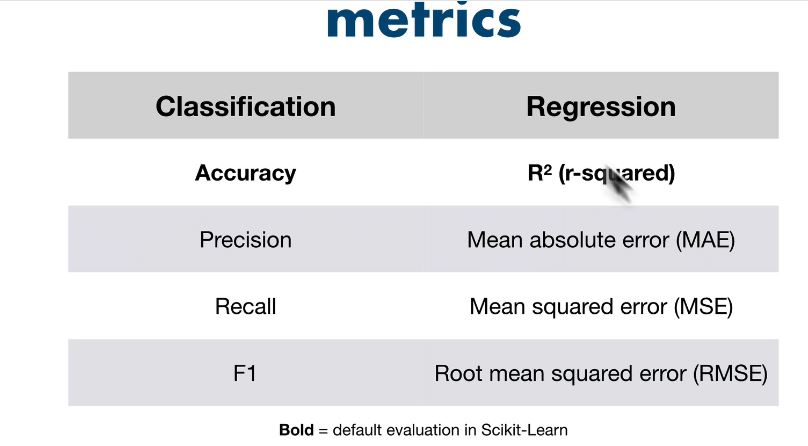 metrics
Classification Regression
Accuracy R² (r-squared)
Precision Mean absolute error (MAE)
Recall Mean squared error (MSE)
F1 Root mean squared error (RMSE)
Bold = default evaluation in Scikit-Learn